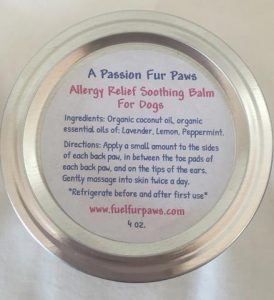 A Passion Fur Paws
Allergy Relief Soothing Balm
For Dogs
Ingredients: Organic coconut oil, organic
essential oils of: Lavender, Lemon, Peppermint.
Directions: Apply a small amount to the sides
of each back paw, in between the toe pads of
each back paw, and on the tips of the ears.
Gently massage into skin twice a day.
*Refrigerate before and after first use*
www.fuelfurpaws.com
4 oz.